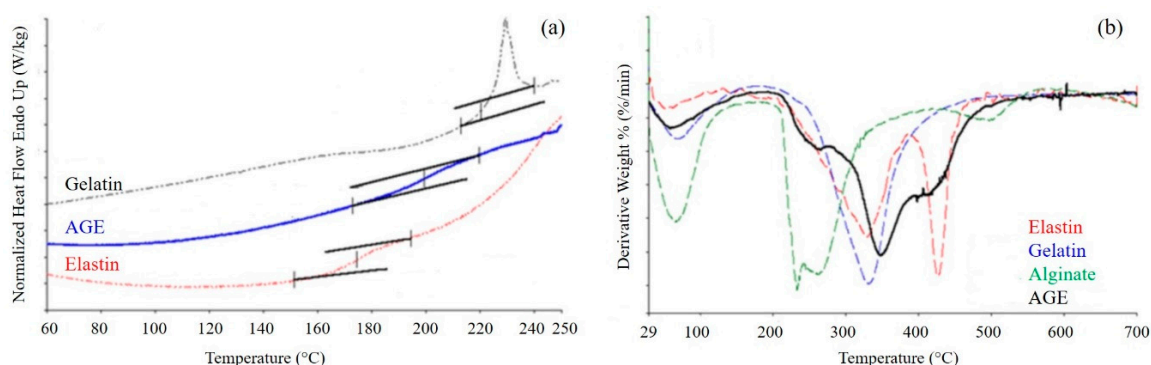 (a)
Normalized Heat Flow Endo Up (W/kg)
Gelatin
AGE
Elastin
60 80 100 120 140 160 180 200 220 240 250
Temperature (°C)
(b)
Derivative Weight % (%/min)
Elastin
Gelatin
Alginate
AGE
29 100 200 300 400 500 600 700
Temperature (°C)